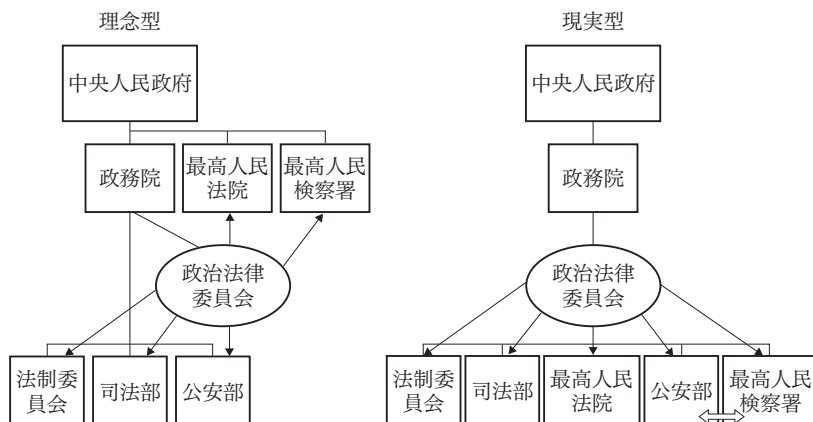 理念型
中央人民政府
政務院
最高人民
法院
最高人民
検察署
政治法律
委員会
法制委
員会
司法部
公安部
現実型
中央人民政府
政務院
政治法律
委員会
法制委
員会
司法部
最高人民
法院
公安部
最高人民
検察署